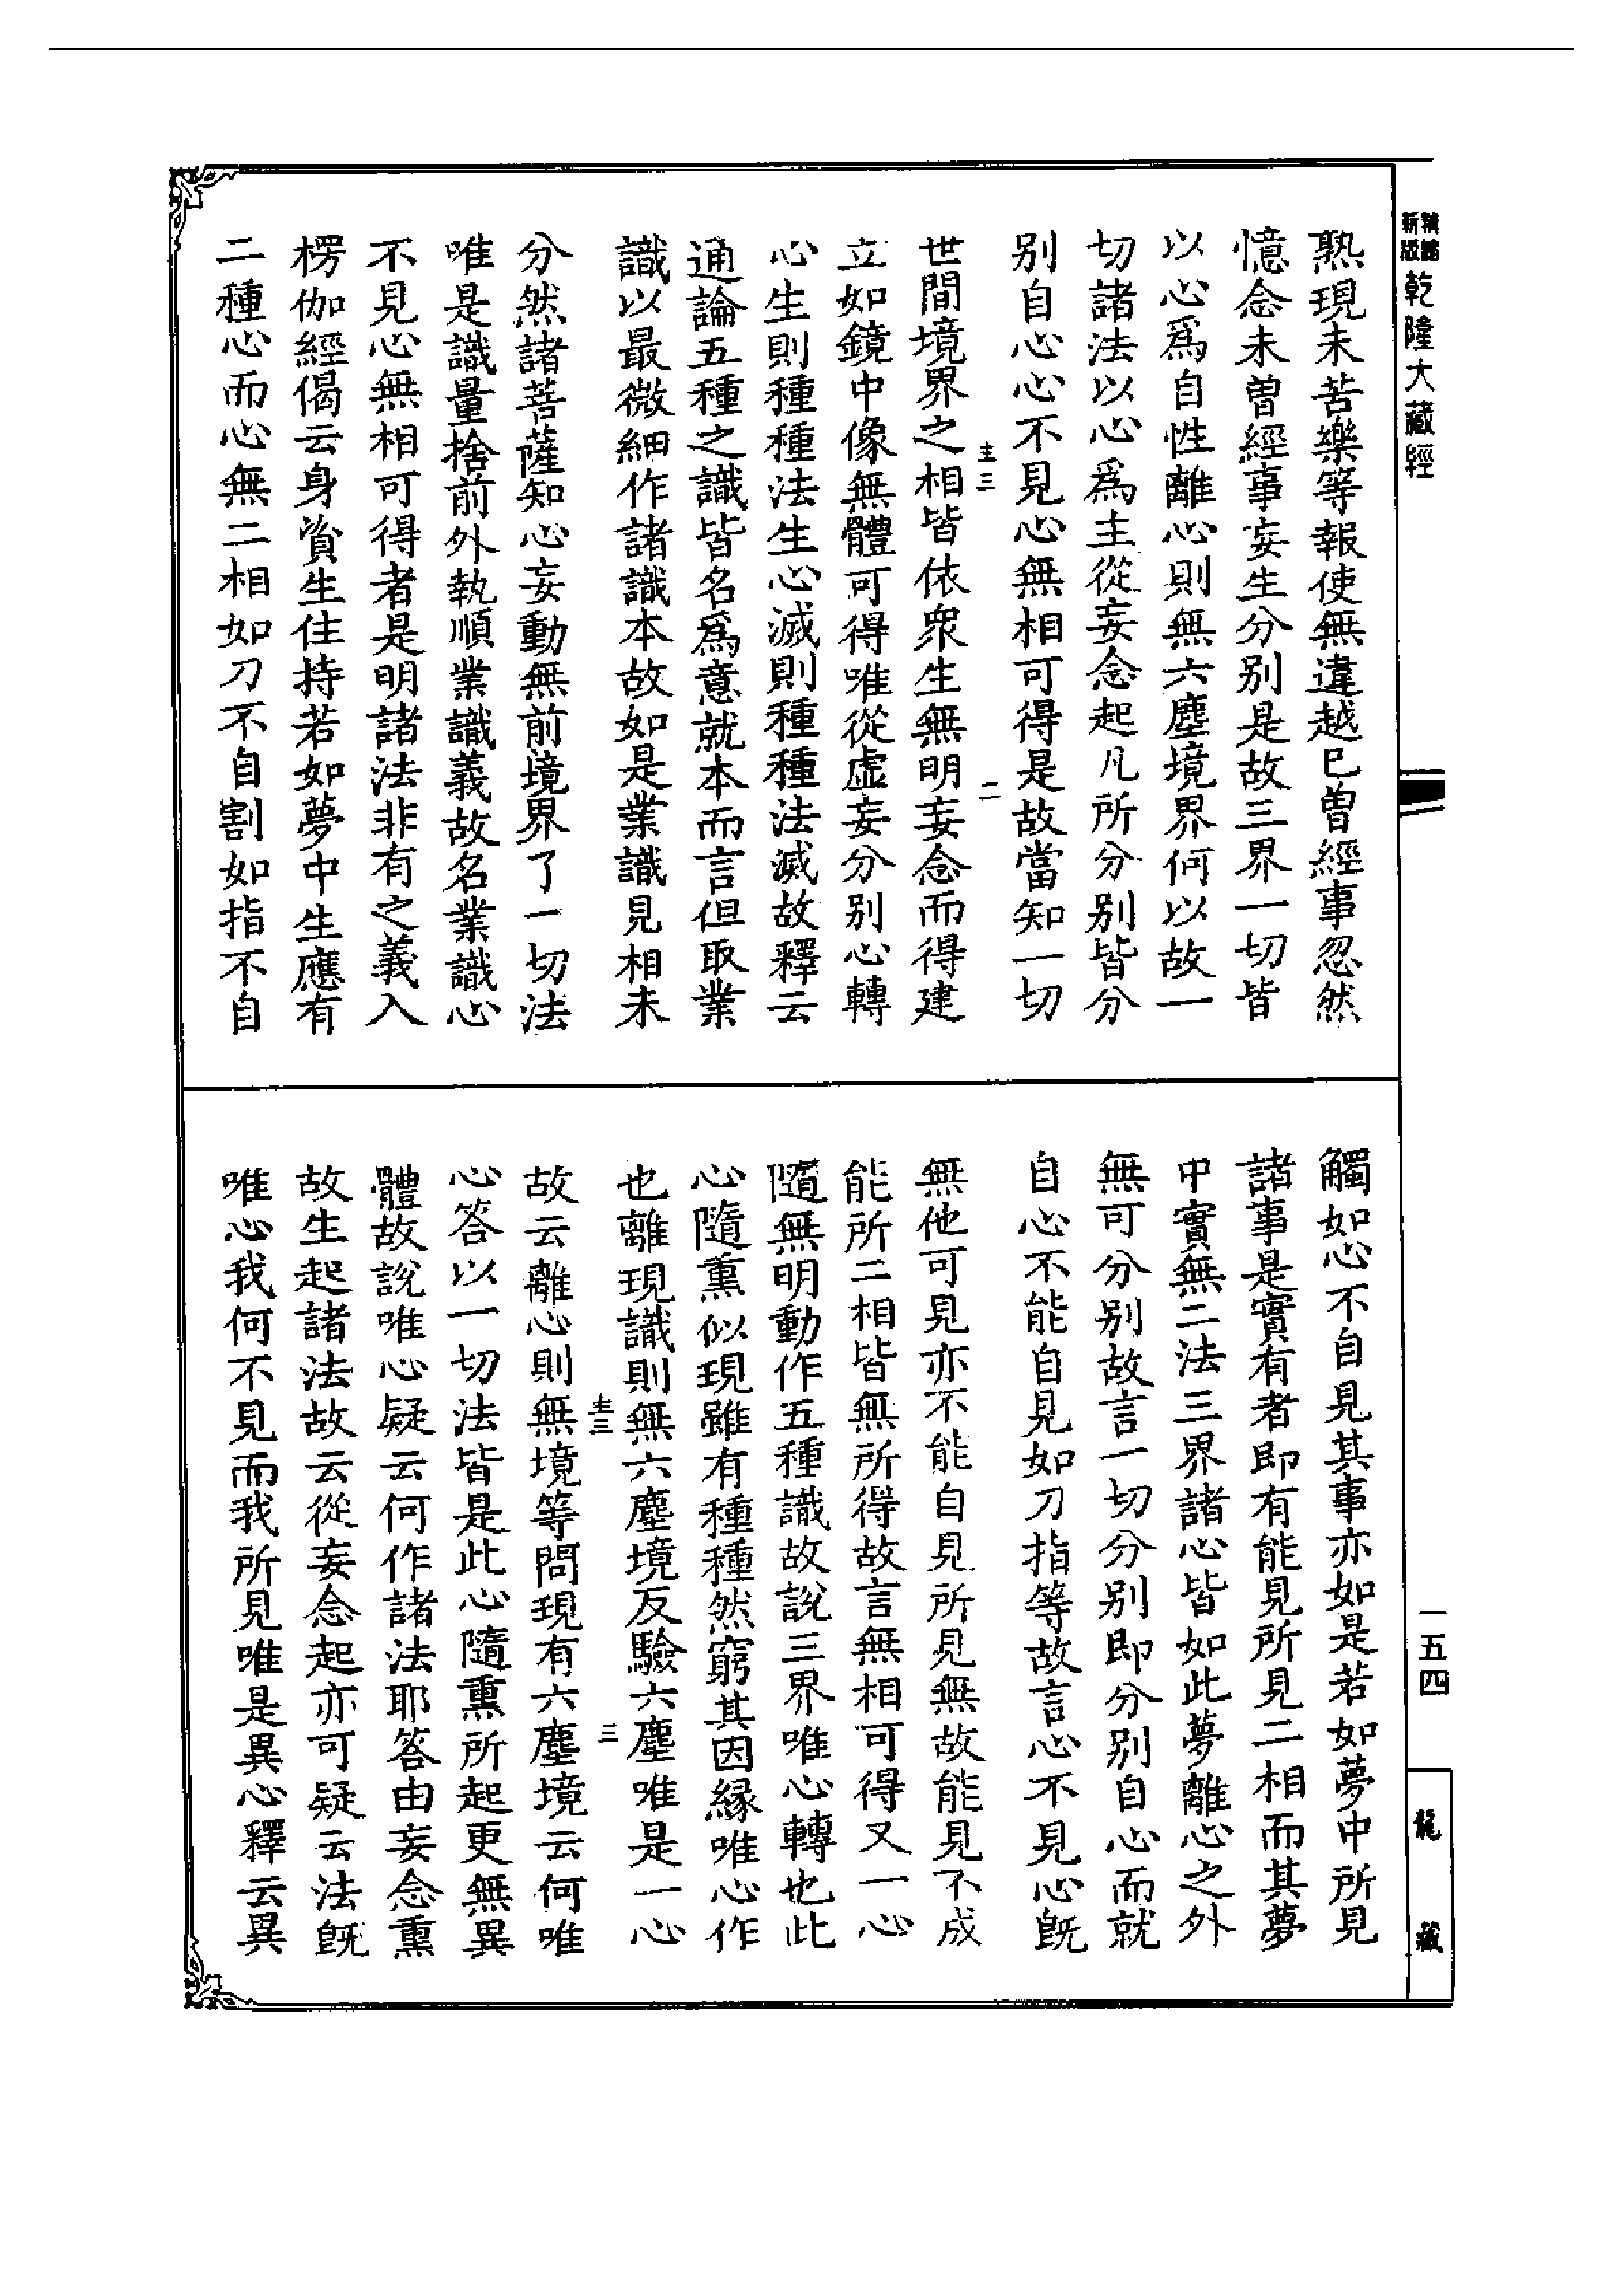 乾隆大藏經
熟現未苦樂等報使無違越已曾經事忽然
憶念未曾經事妄生分別是故三界一切皆
以心爲自性離心則無六塵境界何以故一
切諸法以心爲主從妄念起凡所分別皆分
別自心心不見心無相可得是故當知一切
世間境界之相皆依衆生無明妄念而得建
立如鏡中像無體可得唯從虛妄分別心轉
心生則種種法生心滅則種種法滅故釋云
通論五種之識皆名爲意就本而言但取業
識以最微細作諸識本故如是業識見相未
分然諸菩薩知心妄動無前境界了一切法
唯是識量捨前外執順業識義故名業識心
不見心無相可得者是明諸法非有之義入
楞伽經偈云身資生住持若如夢中生應有
二種心而心無二相如刀不自割如指不自
觸如心不自見其事亦如是若如夢中所見
諸事是實有者即有能見所見二相而其夢
中實無二法三界諸心皆如此夢離心之外
無可分別故言一切分別即分別自心而就
自心不能自見如刀指等故言心不見心旣
無他可見亦不能自見所見無故能見不成
能所二相皆無所得故言無相可得又一心
隨無明動作五種識故說三界唯心轉也此
心隨熏似現雖有種種然窮其因緣唯心作
也離現識則無六塵境反驗六塵唯是一心
故云離心則無境等問現有六塵境云何唯
心答以一切法皆是此心隨熏所起更無異
體故說唯心疑云何作諸法耶答由妄念熏
故生起諸法故云從妄念起亦可疑云法旣
唯心我何不見而我所見唯是異心釋云異
一五四
龍藏